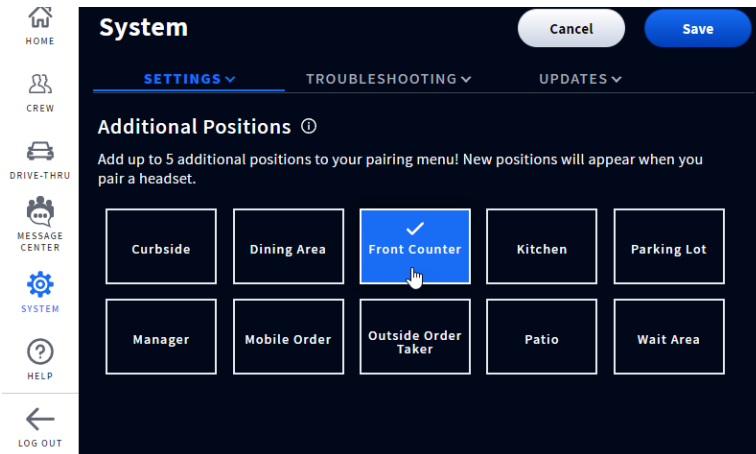 HOME
CREW
DRIVE-THRU
MESSAGE
CENTER
SYSTEM
HELP
LOG OUT
System
Cancel
Save
SETTINGS
TROUBLESHOOTING
UPDATES
Additional Positions
Add up to 5 additional positions to your pairing menu! New positions will appear when you
pair a headset.
Curbside
Dining Area
Front Counter
Kitchen
Parking Lot
Manager
Mobile Order
Outside Order
Taker
Patio
Wait Area